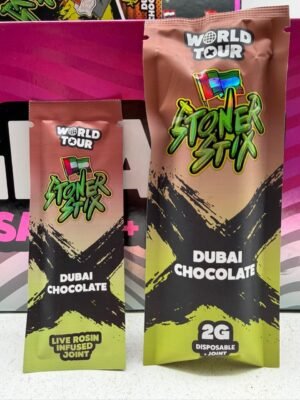 WORLD
TOUR
STONER
STIX
DUBAI
CHOCOLATE
LIVE ROSIN
INFUSED
JOINT
WORLD
TOUR
STONER
STIX
DUBAI
CHOCOLATE
2G
DISPOSABLE
+ JOINT